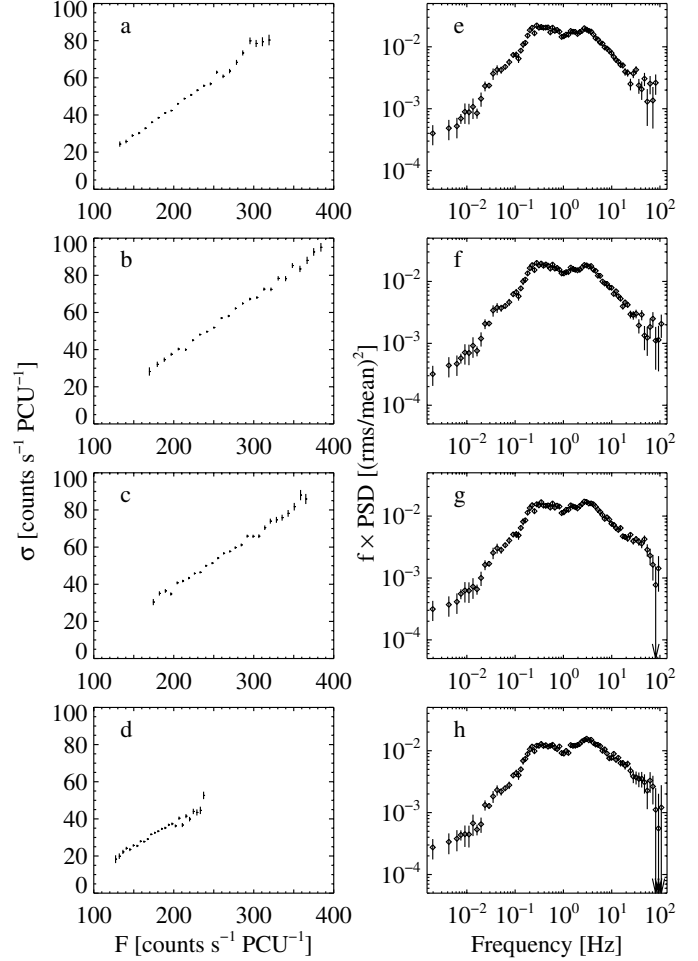 a
100
80
60
40
20
0
100 200 300 400
e
10⁻²
10⁻³
10⁻⁴
10⁻² 10⁻¹ 10⁰ 10¹ 10²
b
100
80
60
40
20
0
100 200 300 400
f
10⁻²
10⁻³
10⁻⁴
10⁻² 10⁻¹ 10⁰ 10¹ 10²
σ [counts s⁻¹ PCU⁻¹]
f × PSD [(rms/mean)²]
c
100
80
60
40
20
0
100 200 300 400
g
10⁻²
10⁻³
10⁻⁴
10⁻² 10⁻¹ 10⁰ 10¹ 10²
d
100
80
60
40
20
0
100 200 300 400
F [counts s⁻¹ PCU⁻¹]
h
10⁻²
10⁻³
10⁻⁴
10⁻² 10⁻¹ 10⁰ 10¹ 10²
Frequency [Hz]